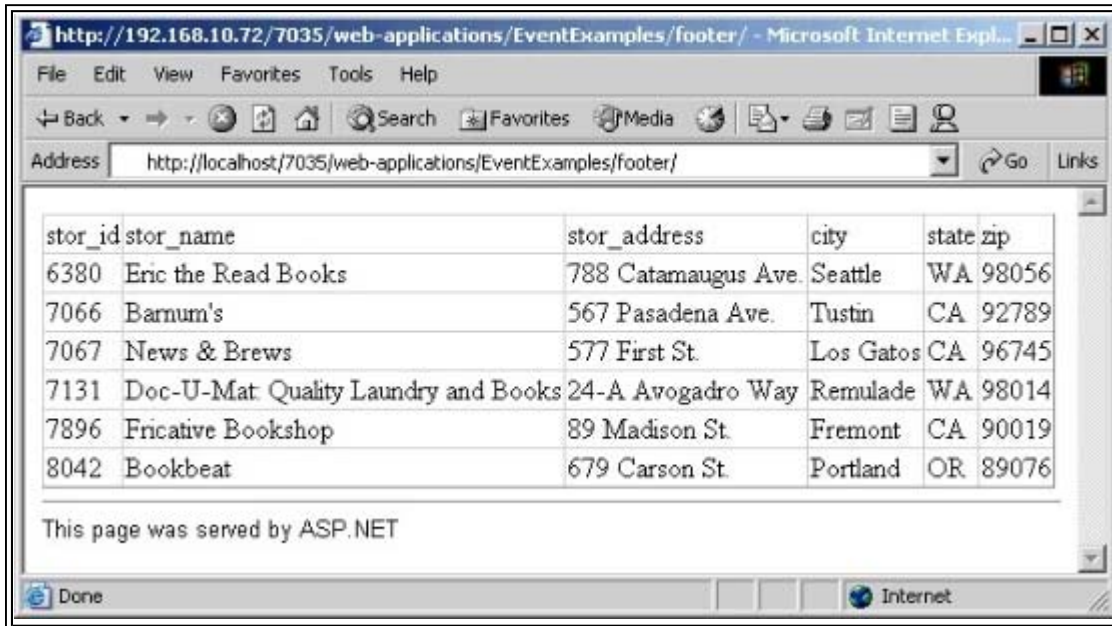 http://192.168.10.72/7035/web-applications/EventExamples/footer/ - Microsoft Internet Expl...
File Edit View Favorites Tools Help
Back Search Favorites Media
Address http://localhost/7035/web-applications/EventExamples/footer/ Go Links
stor_id stor_name stor_address city state zip
6380 Eric the Read Books 788 Catamaugus Ave. Seattle WA 98056
7066 Barnum's 567 Pasadena Ave. Tustin CA 92789
7067 News & Brews 577 First St. Los Gatos CA 96745
7131 Doc-U-Mat: Quality Laundry and Books 24-A Avogadro Way Remulade WA 98014
7896 Fricative Bookshop 89 Madison St. Fremont CA 90019
8042 Bookbeat 679 Carson St. Portland OR 89076
This page was served by ASP.NET
Done Internet